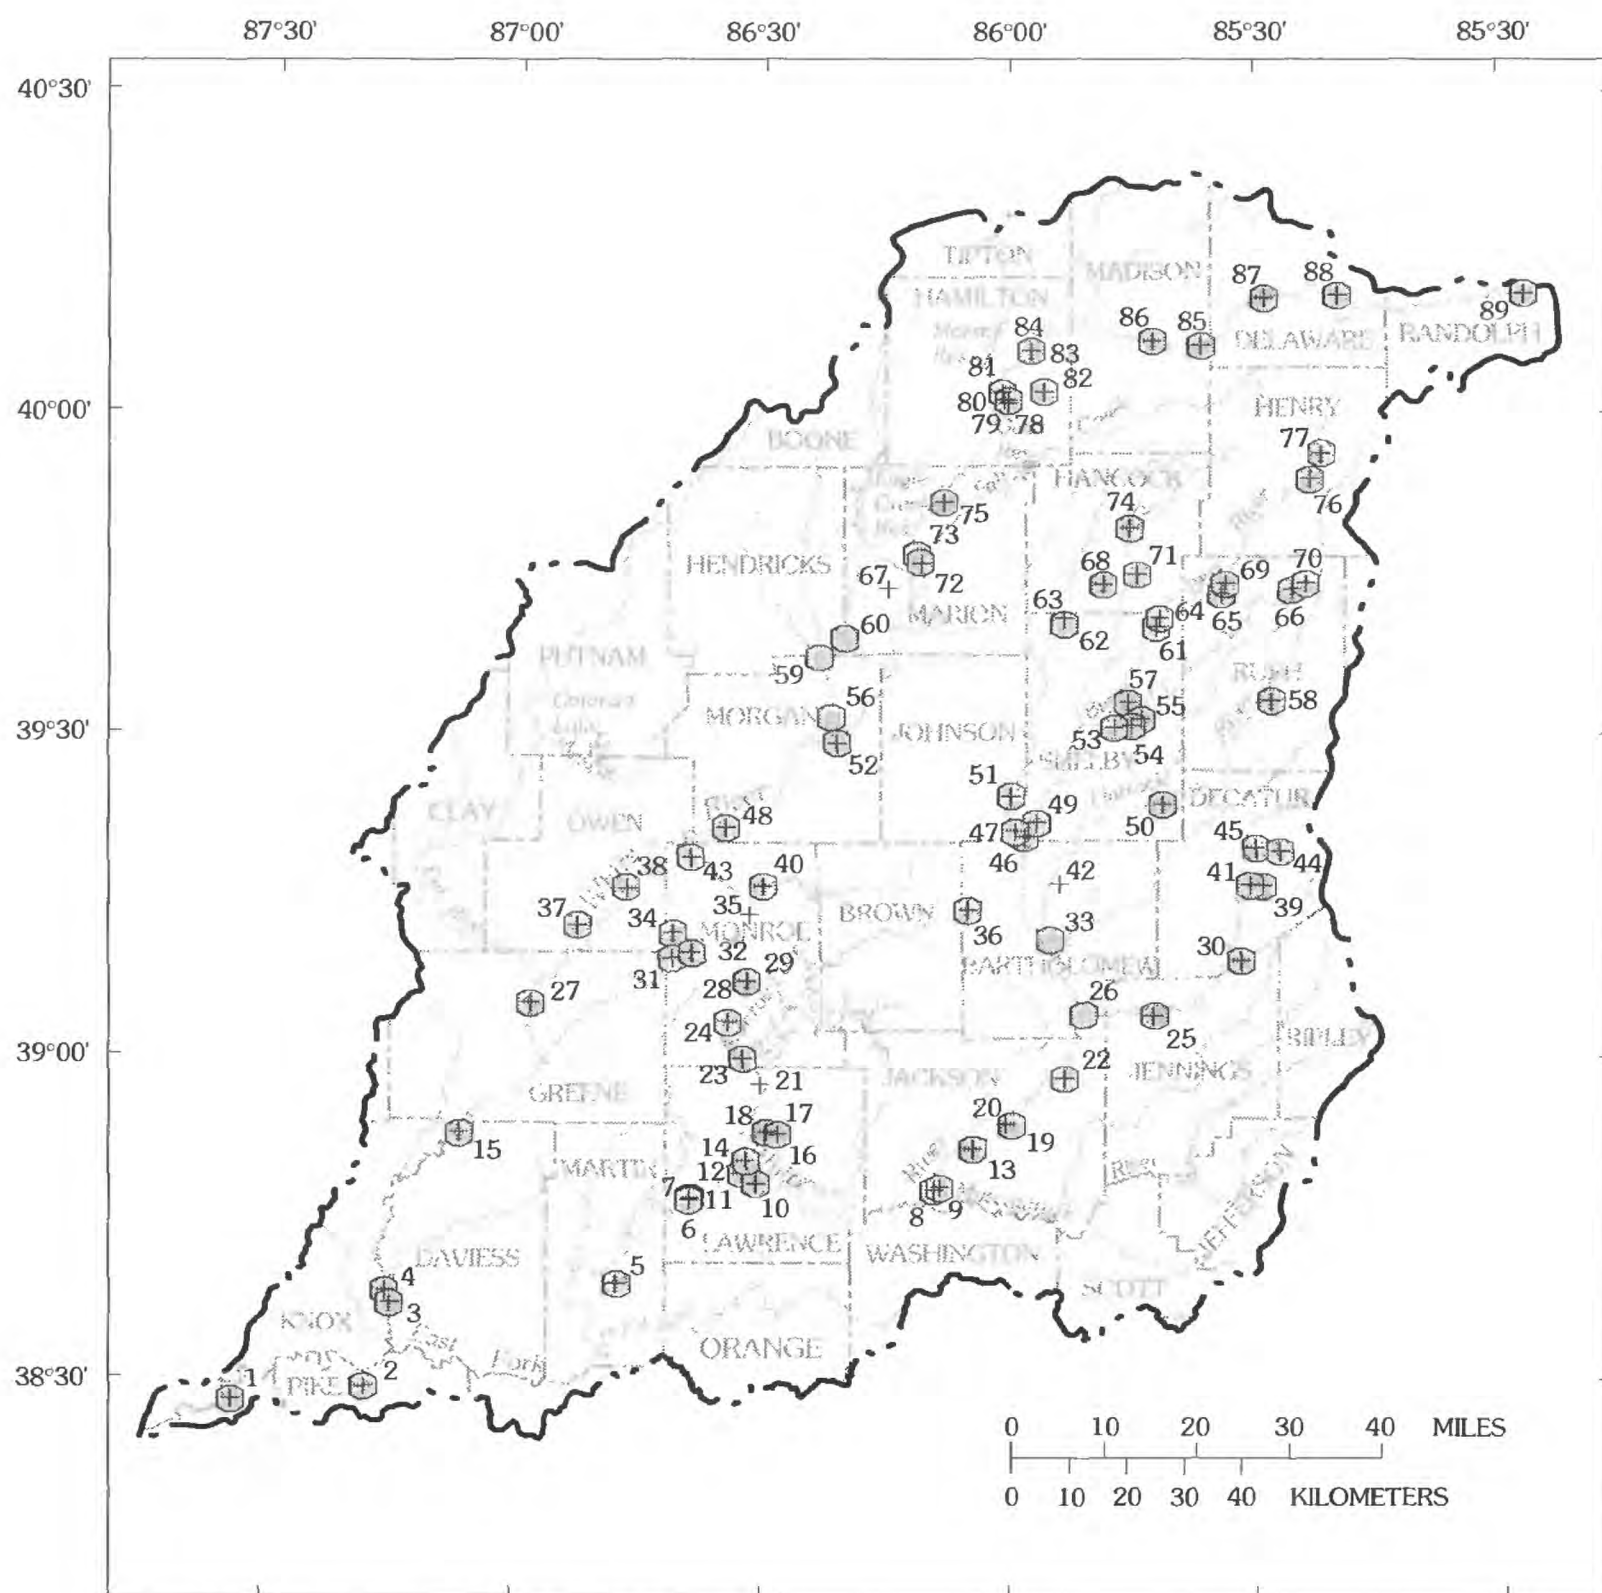 87°30' 87°00' 86°30' 86°00' 85°30' 85°30'
40°30'
TIPTON
MADISON
HAMILTON
87 88
89
84 86 85
83
DELAWARE RANDOLPH
81 82
80
40°00'
79 78
HENRY
BOONE
77
HANCOCK
76
74
75
73
HENDRICKS
68 71 69 70
67 72
63 64 65 66
MARION
60 62 61
PUTNAM
59
RUSH
57 58
56 55
MORGAN
JOHNSON
39°30'
53 54
52
SHELBY
51
DECATUR
CLAY
OWEN
48 49
47 50 45
46 44
38 43 40 42 41
35 39
37 34
BROWN
36 33
MONROE
32 29 30
31
BARTHOLOMEW
27 28 26
24 25
RIPLEY
39°00'
23 21 22
JACKSON
JENNINGS
GREENE
20
18 17
15 14 16 19
MARTIN
12 13
7 11
10 8 9
6
LAWRENCE
WASHINGTON
JEFFERSON
DAVIESS
5
4
SCOTT
3
KNOX
East Fork
ORANGE
38°30'
1 2
PIKE
0 10 20 30 40 MILES
0 10 20 30 40 KILOMETERS